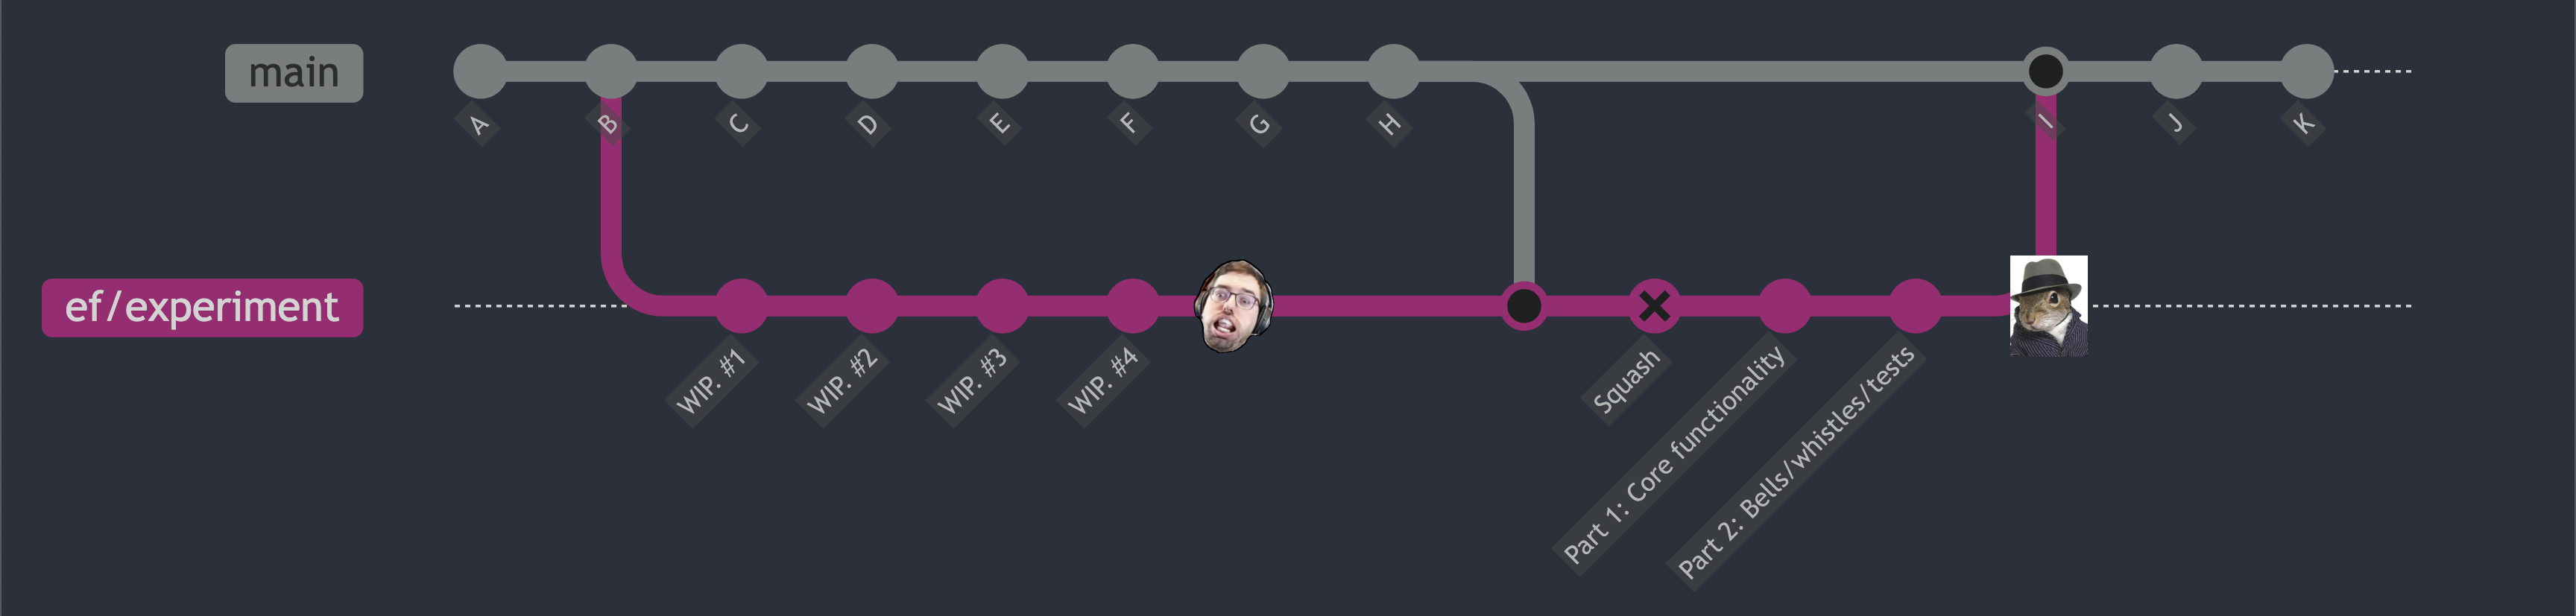 main
A
B
C
D
E
F
G
H
I
J
K
ef/experiment
WIP. #1
WIP. #2
WIP. #3
WIP. #4
Squash
Part 1: Core functionality
Part 2: Bells/whistles/tests